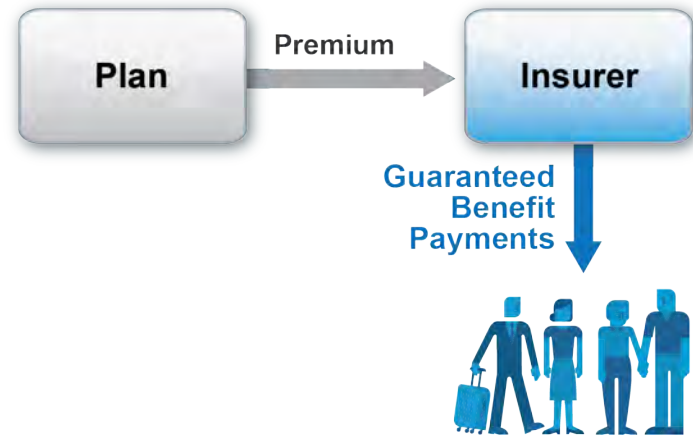 Premium
Plan
Insurer
Guaranteed
Benefit
Payments